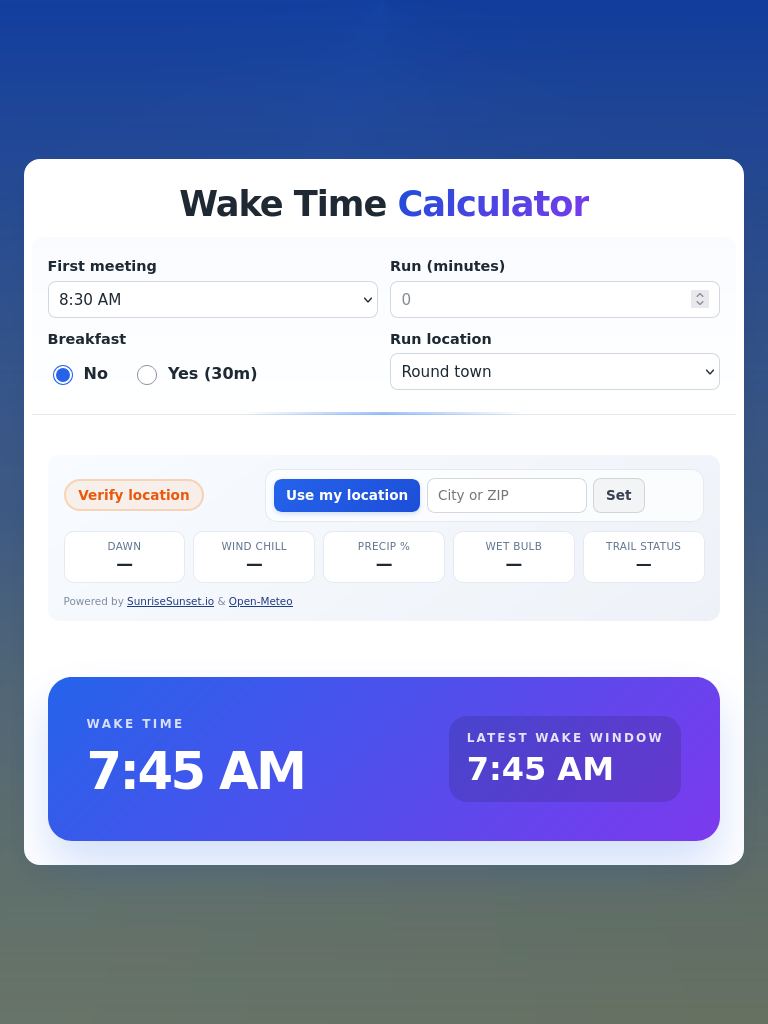 Wake Time Calculator
First meeting
8:30 AM
Run (minutes)
0
Breakfast
No
Yes (30m)
Run location
Round town
Verify location
Use my location
City or ZIP
Set
DAWN
—
WIND CHILL
—
PRECIP %
—
WET BULB
—
TRAIL STATUS
—
Powered by SunriseSunset.io & Open-Meteo
WAKE TIME
7:45 AM
LATEST WAKE WINDOW
7:45 AM